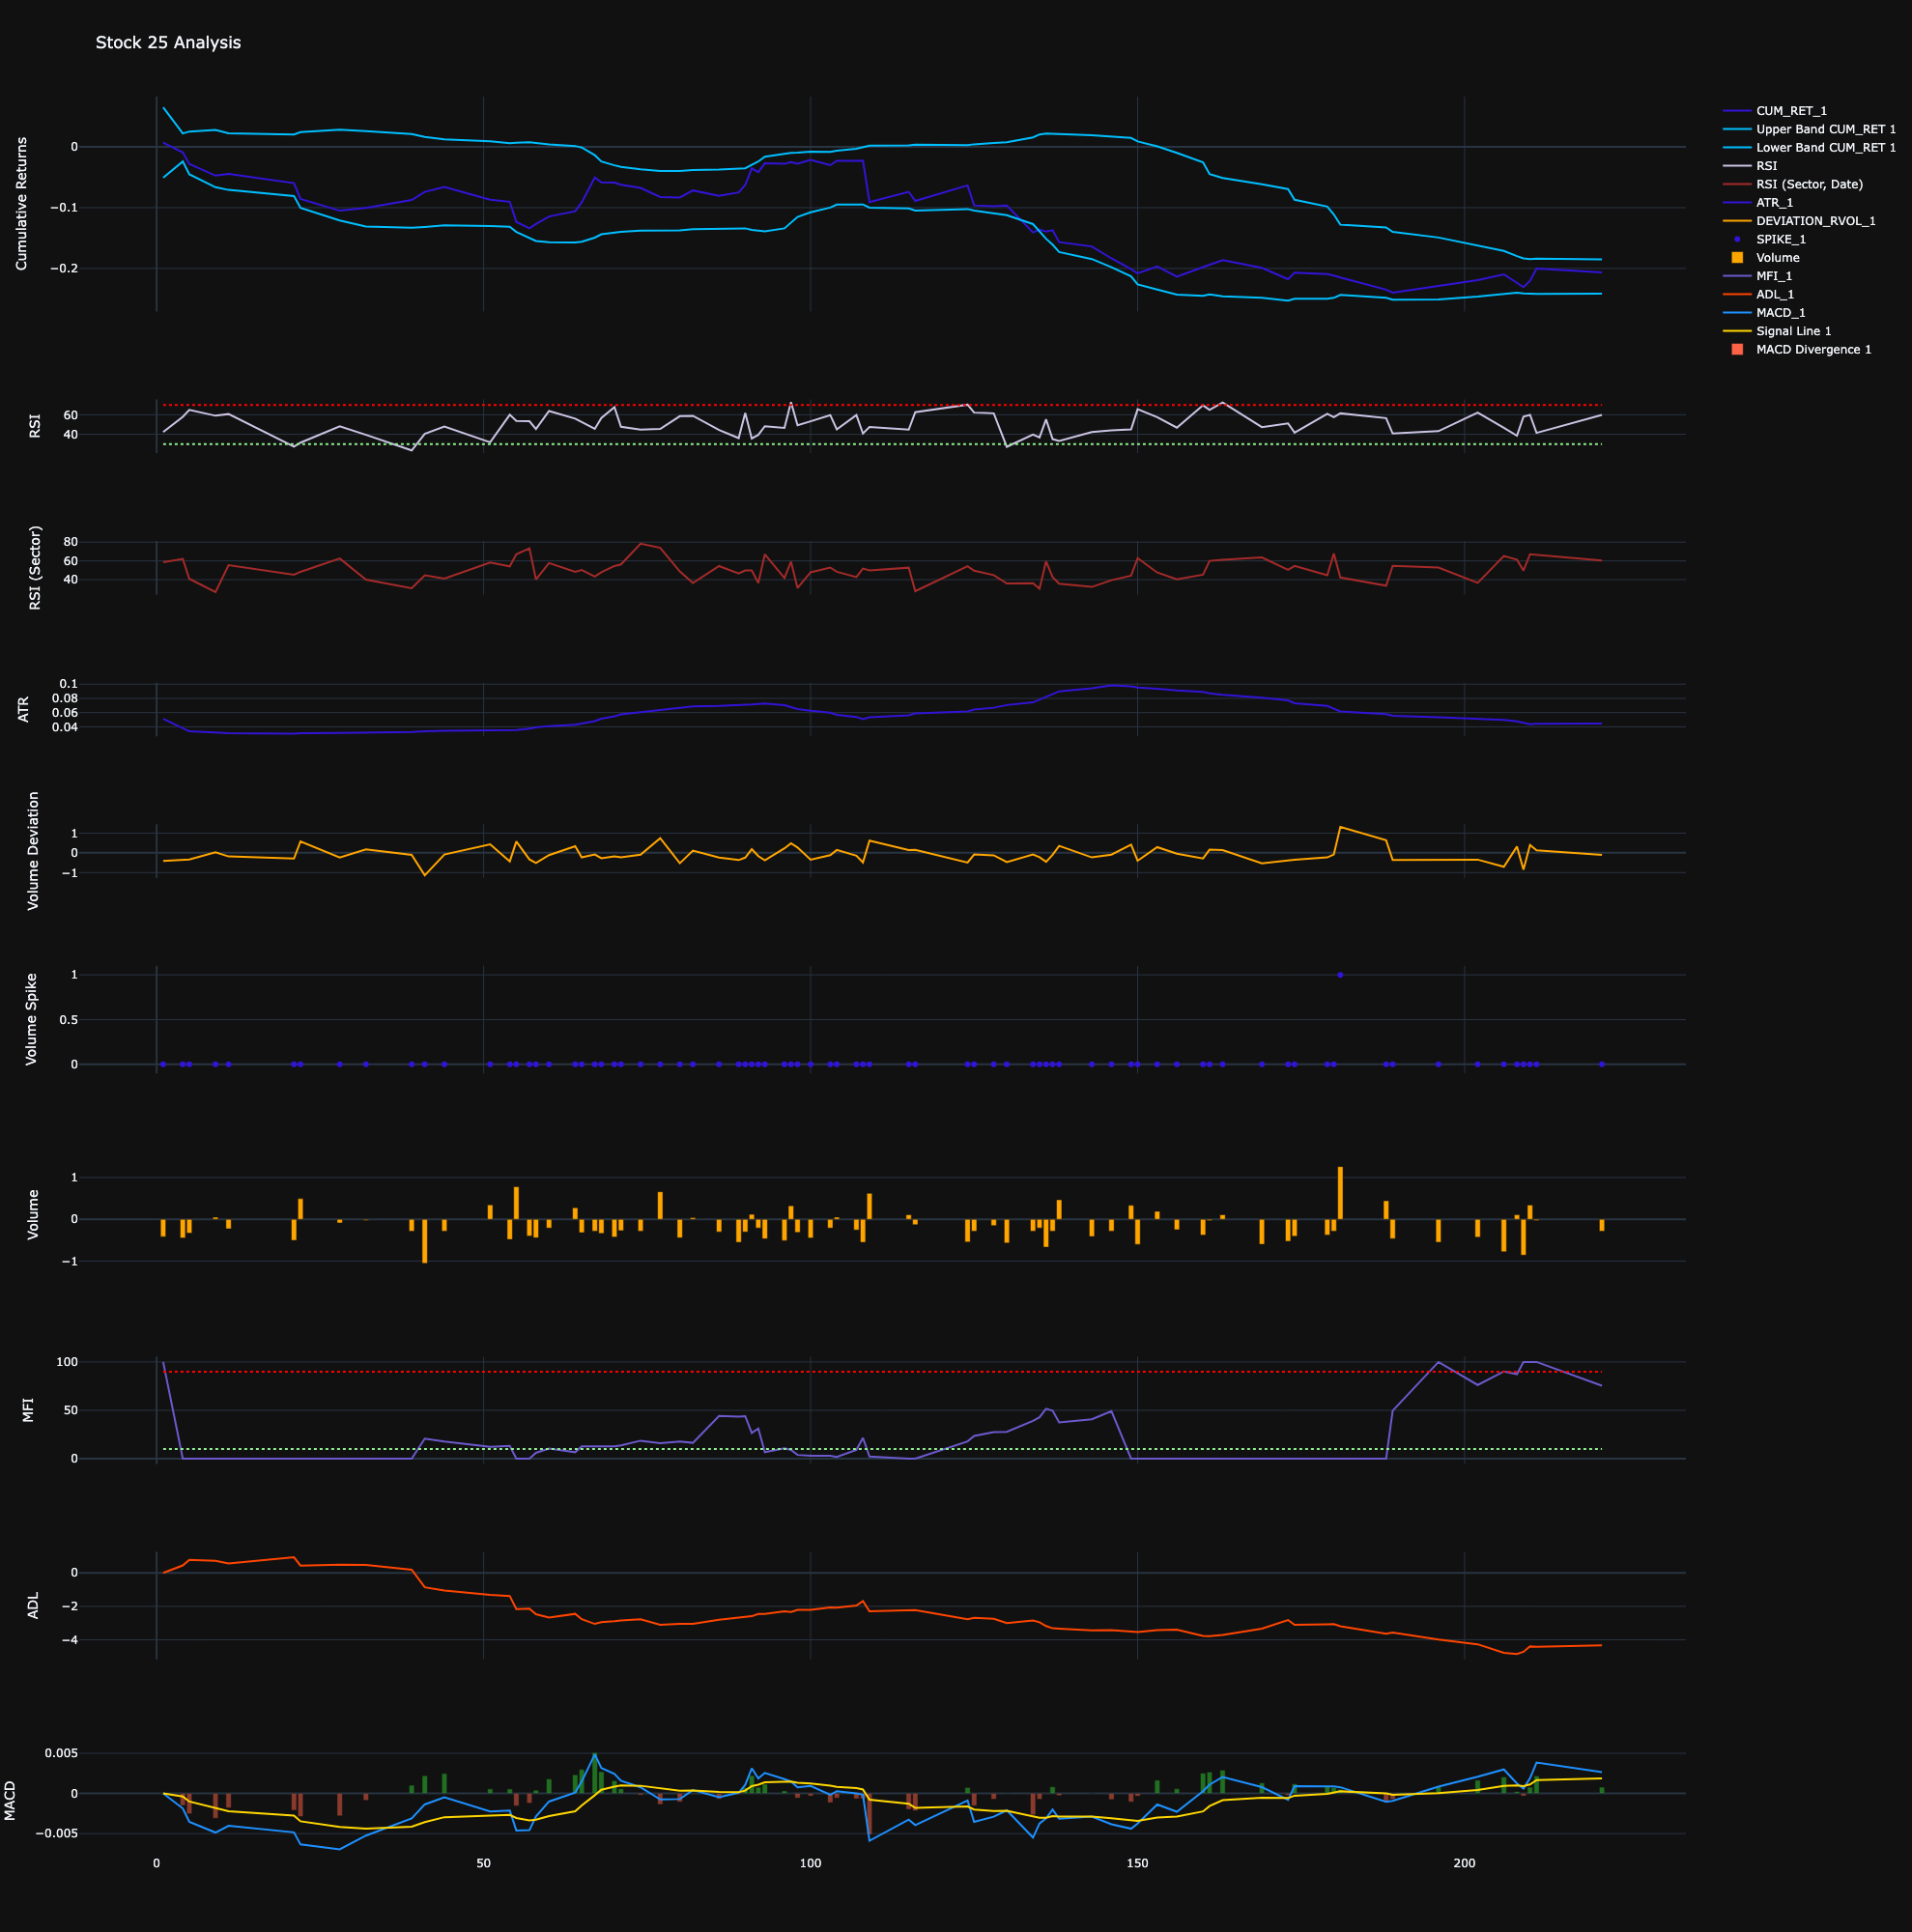 Stock 25 Analysis
CUM_RET_1
Upper Band CUM_RET 1
Lower Band CUM_RET 1
RSI
RSI (Sector, Date)
ATR_1
DEVIATION_RVOL_1
SPIKE_1
Volume
MFI_1
ADL_1
MACD_1
Signal Line 1
MACD Divergence 1
Cumulative Returns
0
−0.1
−0.2
RSI
60
40
RSI (Sector)
80
60
40
ATR
0.1
0.08
0.06
0.04
Volume Deviation
1
0
−1
Volume Spike
1
0.5
0
Volume
1
0
−1
MFI
100
50
0
ADL
0
−2
−4
MACD
0.005
0
−0.005
0 50 100 150 200